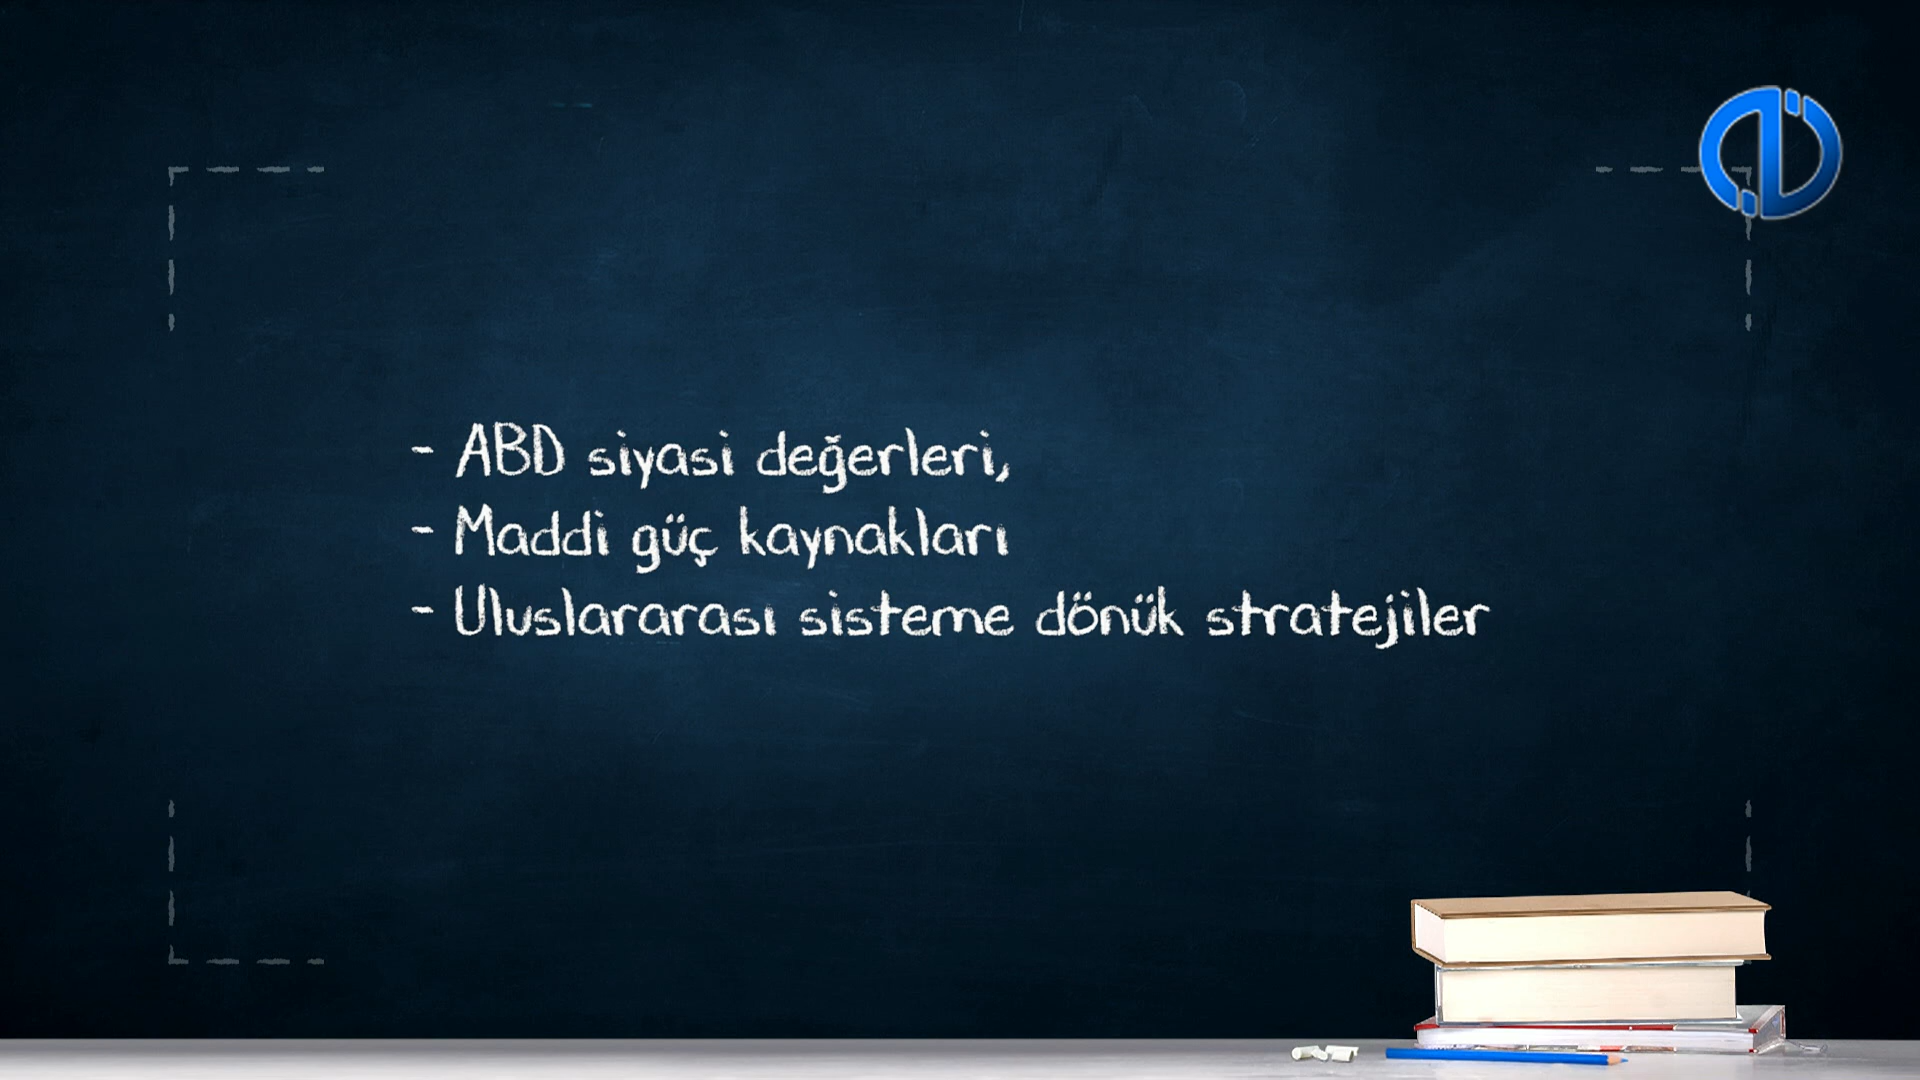 - ABD siyasi değerleri,
- Maddi güç kaynakları
- Uluslararası sisteme dönük stratejiler